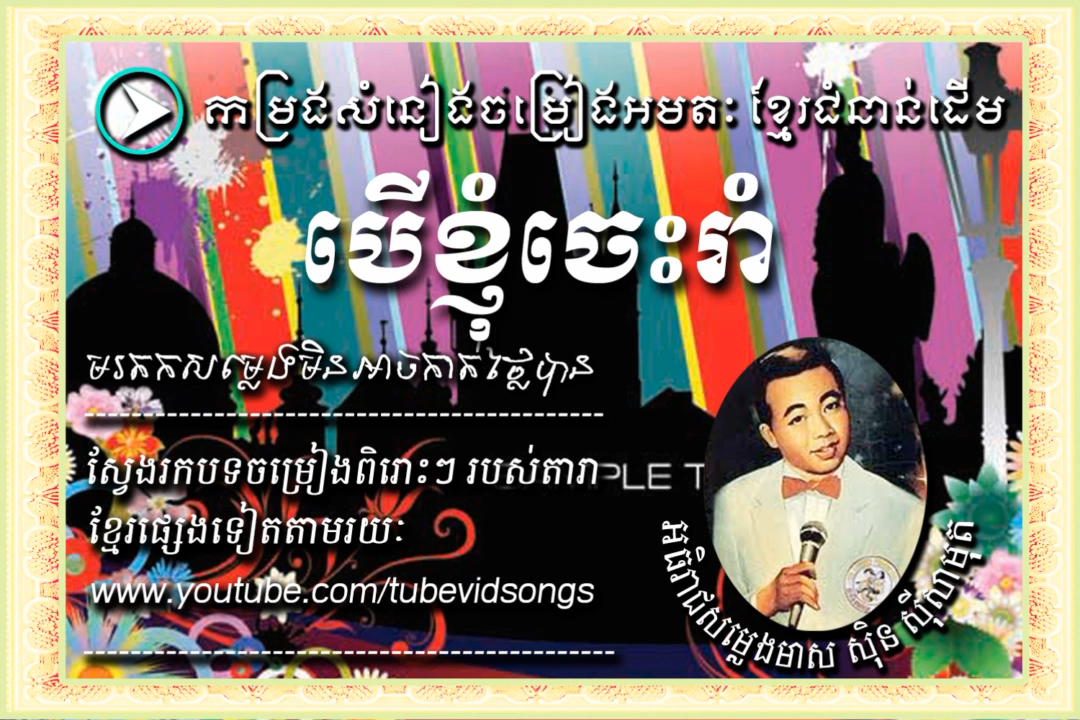 កម្រងសំនៀងចម្រៀងអមតៈ ខ្មែរជំនាន់ដើម
បើខ្ញុំចេះរាំ
មរតកសម្លេងមិនអាចកាត់ថ្លៃបាន
ស្វែងរកបទចម្រៀងពិរោះៗ របស់តារា
PLE T
ខ្មែរផ្សេងទៀតតាមរយៈ
www.youtube.com/tubevidsongs
អធិរាជសម្លេងមាស ស៊ិន ស៊ីសាមុត